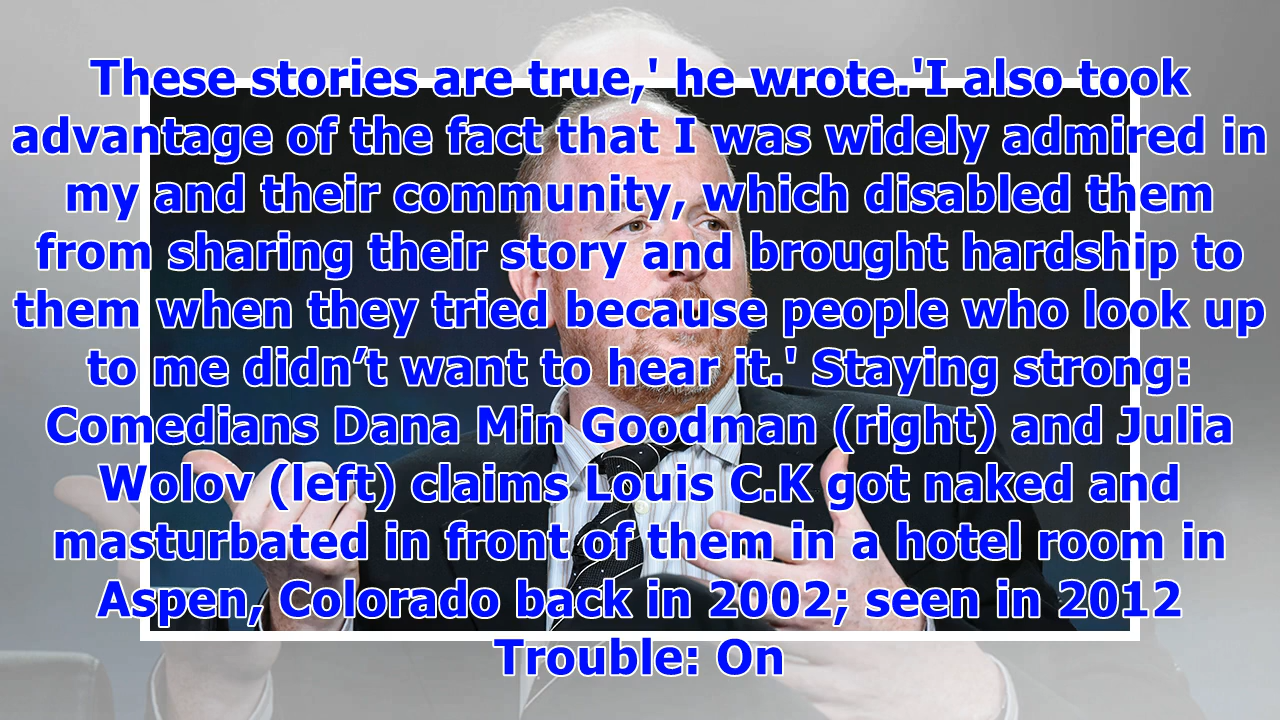 These stories are true,' he wrote.'I also took
advantage of the fact that I was widely admired in
my and their community, which disabled them
from sharing their story and brought hardship to
them when they tried because people who look up
to me didn’t want to hear it.' Staying strong:
Comedians Dana Min Goodman (right) and Julia
Wolov (left) claims Louis C.K got naked and
masturbated in front of them in a hotel room in
Aspen, Colorado back in 2002; seen in 2012
Trouble: On